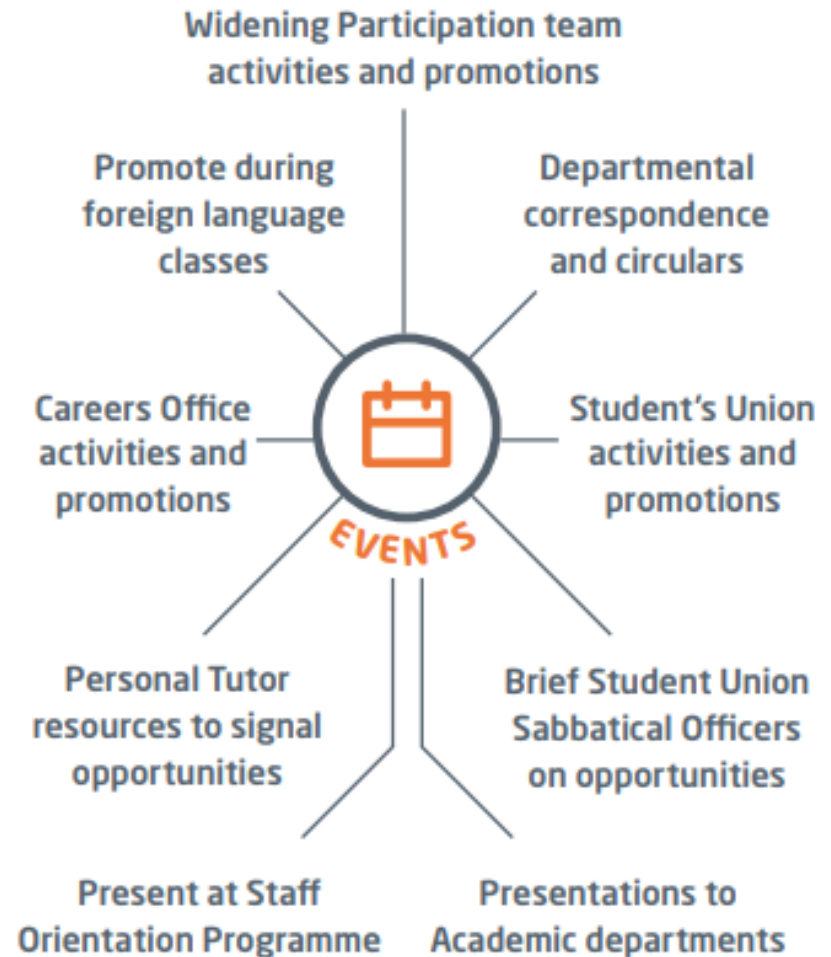 Widening Participation team
activities and promotions
Promote during
foreign language
classes
Departmental
correspondence
and circulars
Careers Office
activities and
promotions
Student's Union
activities and
promotions
EVENTS
Personal Tutor
resources to signal
opportunities
Brief Student Union
Sabbatical Officers
on opportunities
Present at Staff
Orientation Programme
Presentations to
Academic departments